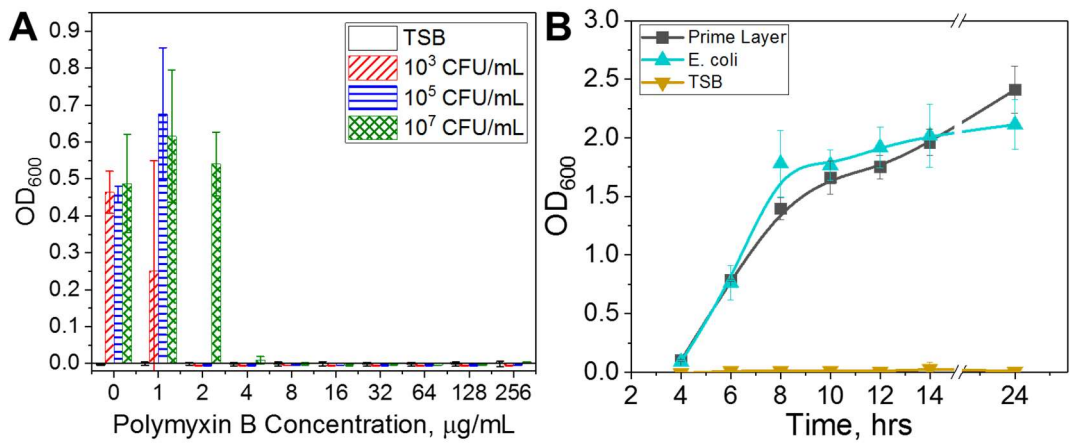 A
0.9
0.8
0.7
0.6
0.5
0.4
0.3
0.2
0.1
0.0
OD600
TSB
10³ CFU/mL
10⁵ CFU/mL
10⁷ CFU/mL
0 1 2 4 8 16 32 64 128 256
Polymyxin B Concentration, μg/mL
B
3.0
2.5
2.0
1.5
1.0
0.5
0.0
OD600
Prime Layer
E. coli
TSB
2 4 6 8 10 12 14 24
Time, hrs